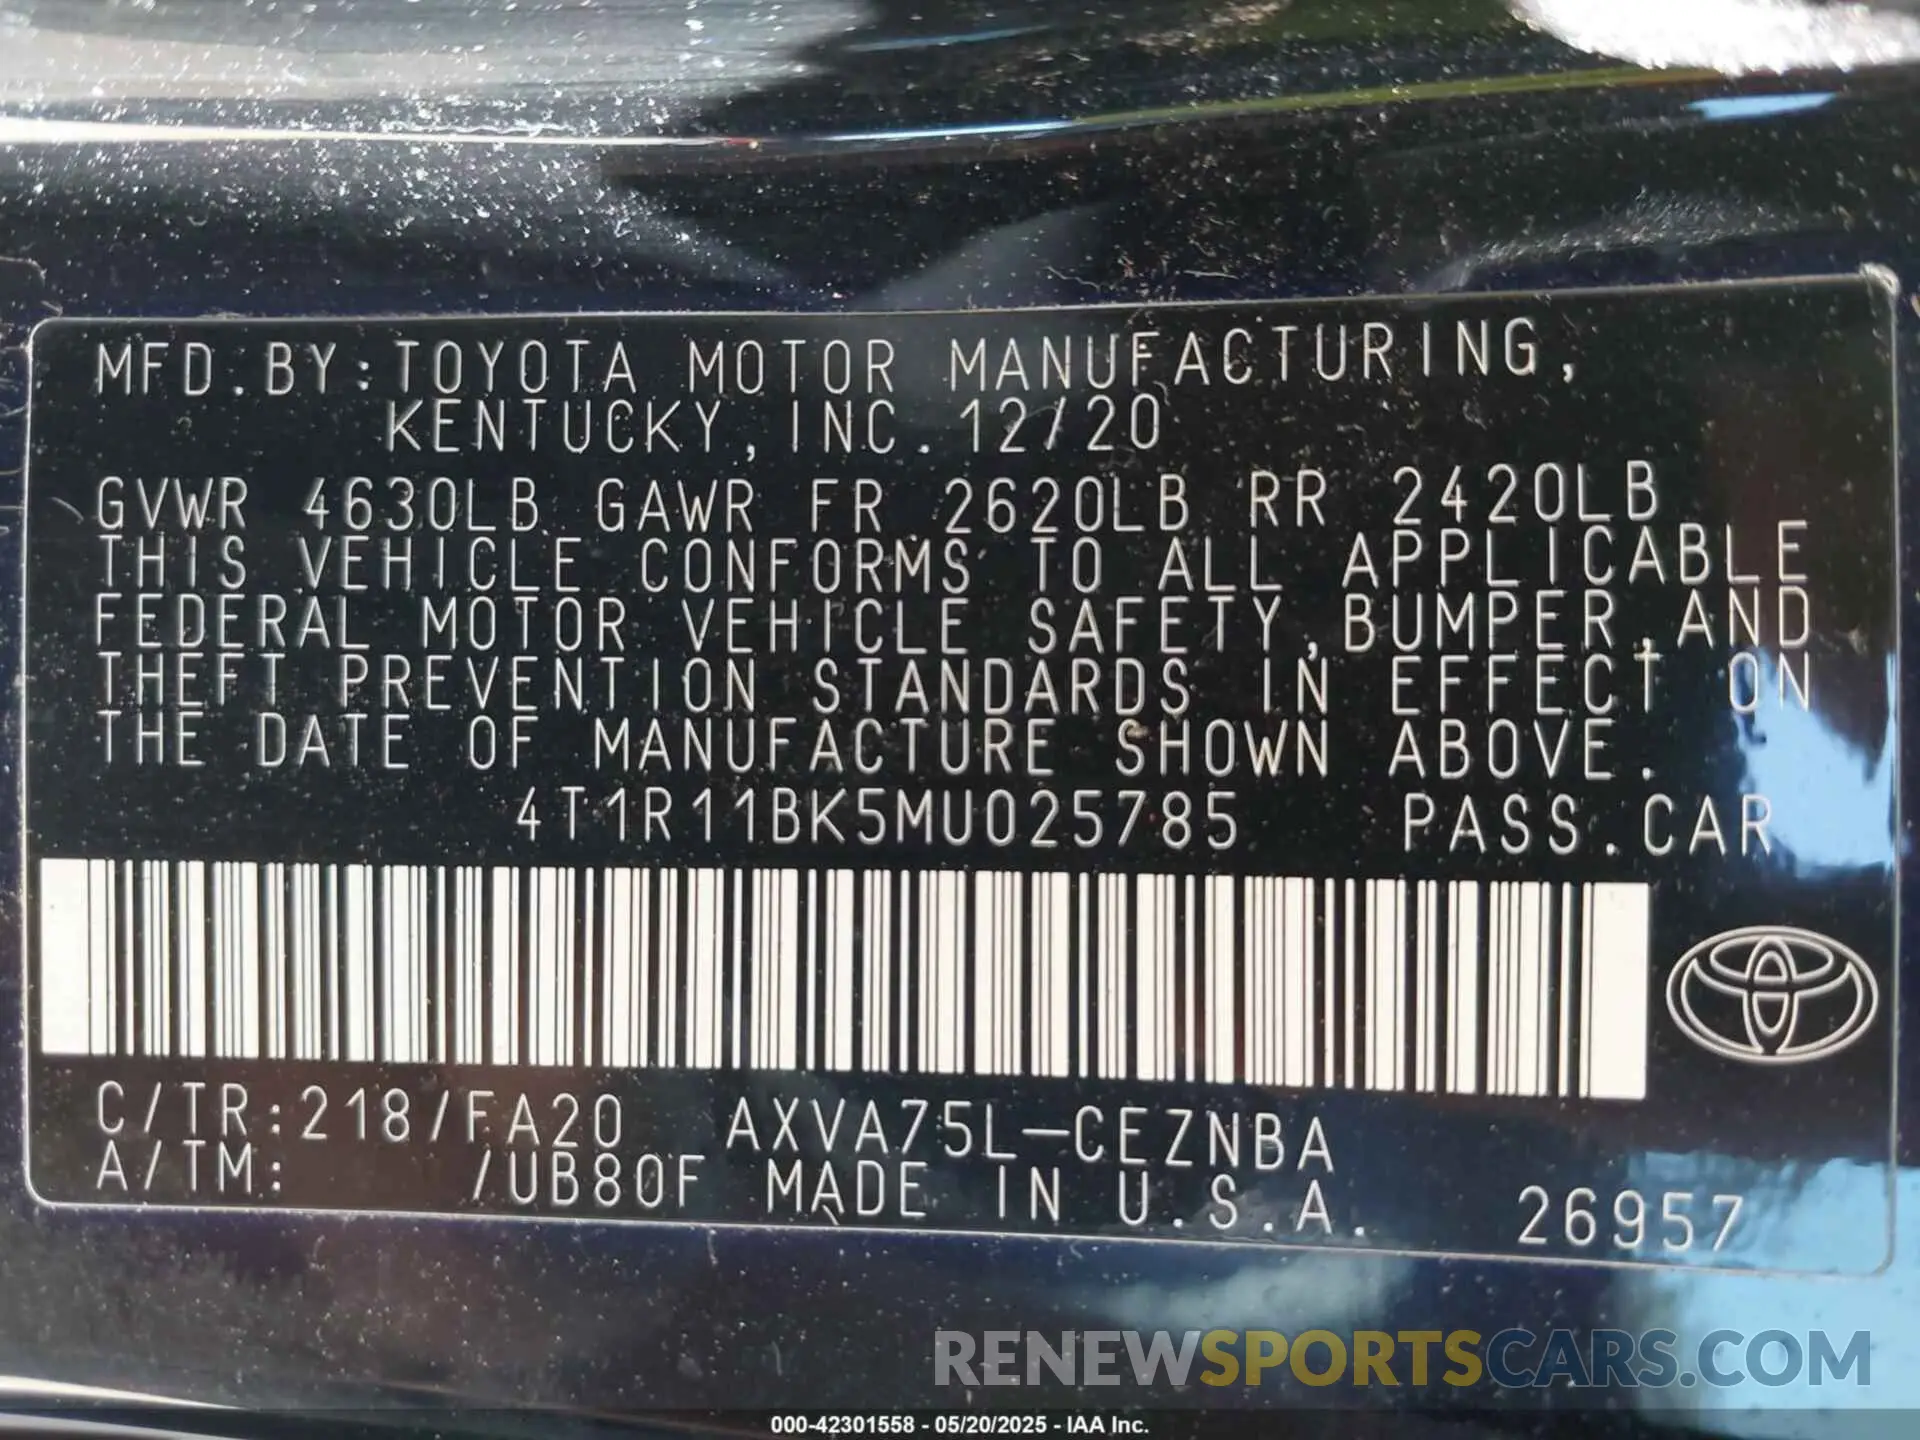 MFD.BY:TOYOTA MOTOR MANUFACTURING,
KENTUCKY,INC.12/20
GVWR 4630LB GAWR FR 2620LB RR 2420LB
THIS VEHICLE CONFORMS TO ALL APPLICABLE
FEDERAL MOTOR VEHICLE SAFETY,BUMPER,AND
THEFT PREVENTION STANDARDS IN EFFECT ON
THE DATE OF MANUFACTURE SHOWN ABOVE.
4T1R11BK5MU025785 PASS.CAR
C/TR:218/FA20 AXVA75L-CEZNBA
A/TM: /UB80F MADE IN U.S.A. 26957
RENEWSPORTSCARS.COM
000-42301558 - 05/20/2025 - IAA Inc.